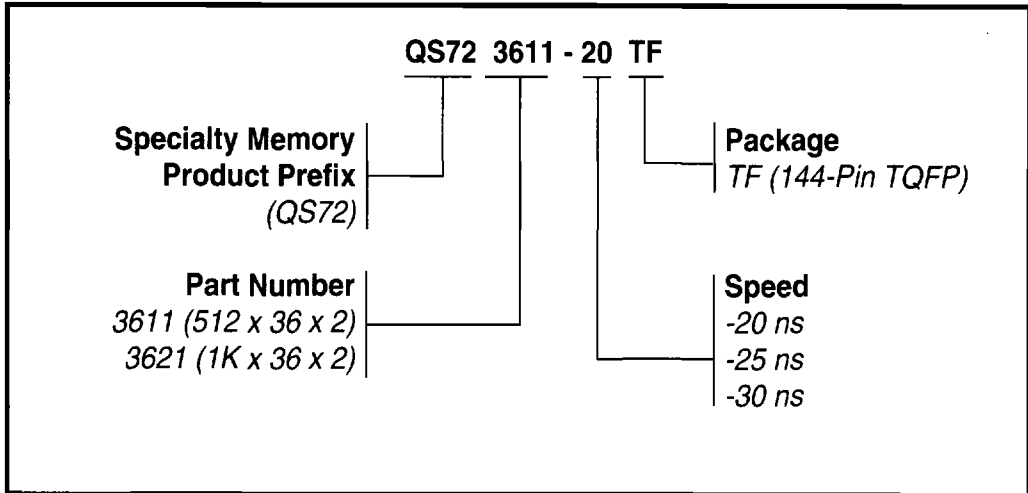 QS72 3611 - 20 TF
Specialty Memory
Product Prefix
(QS72)
Package
TF (144-Pin TQFP)
Part Number
3611 (512 x 36 x 2)
3621 (1K x 36 x 2)
Speed
-20 ns
-25 ns
-30 ns